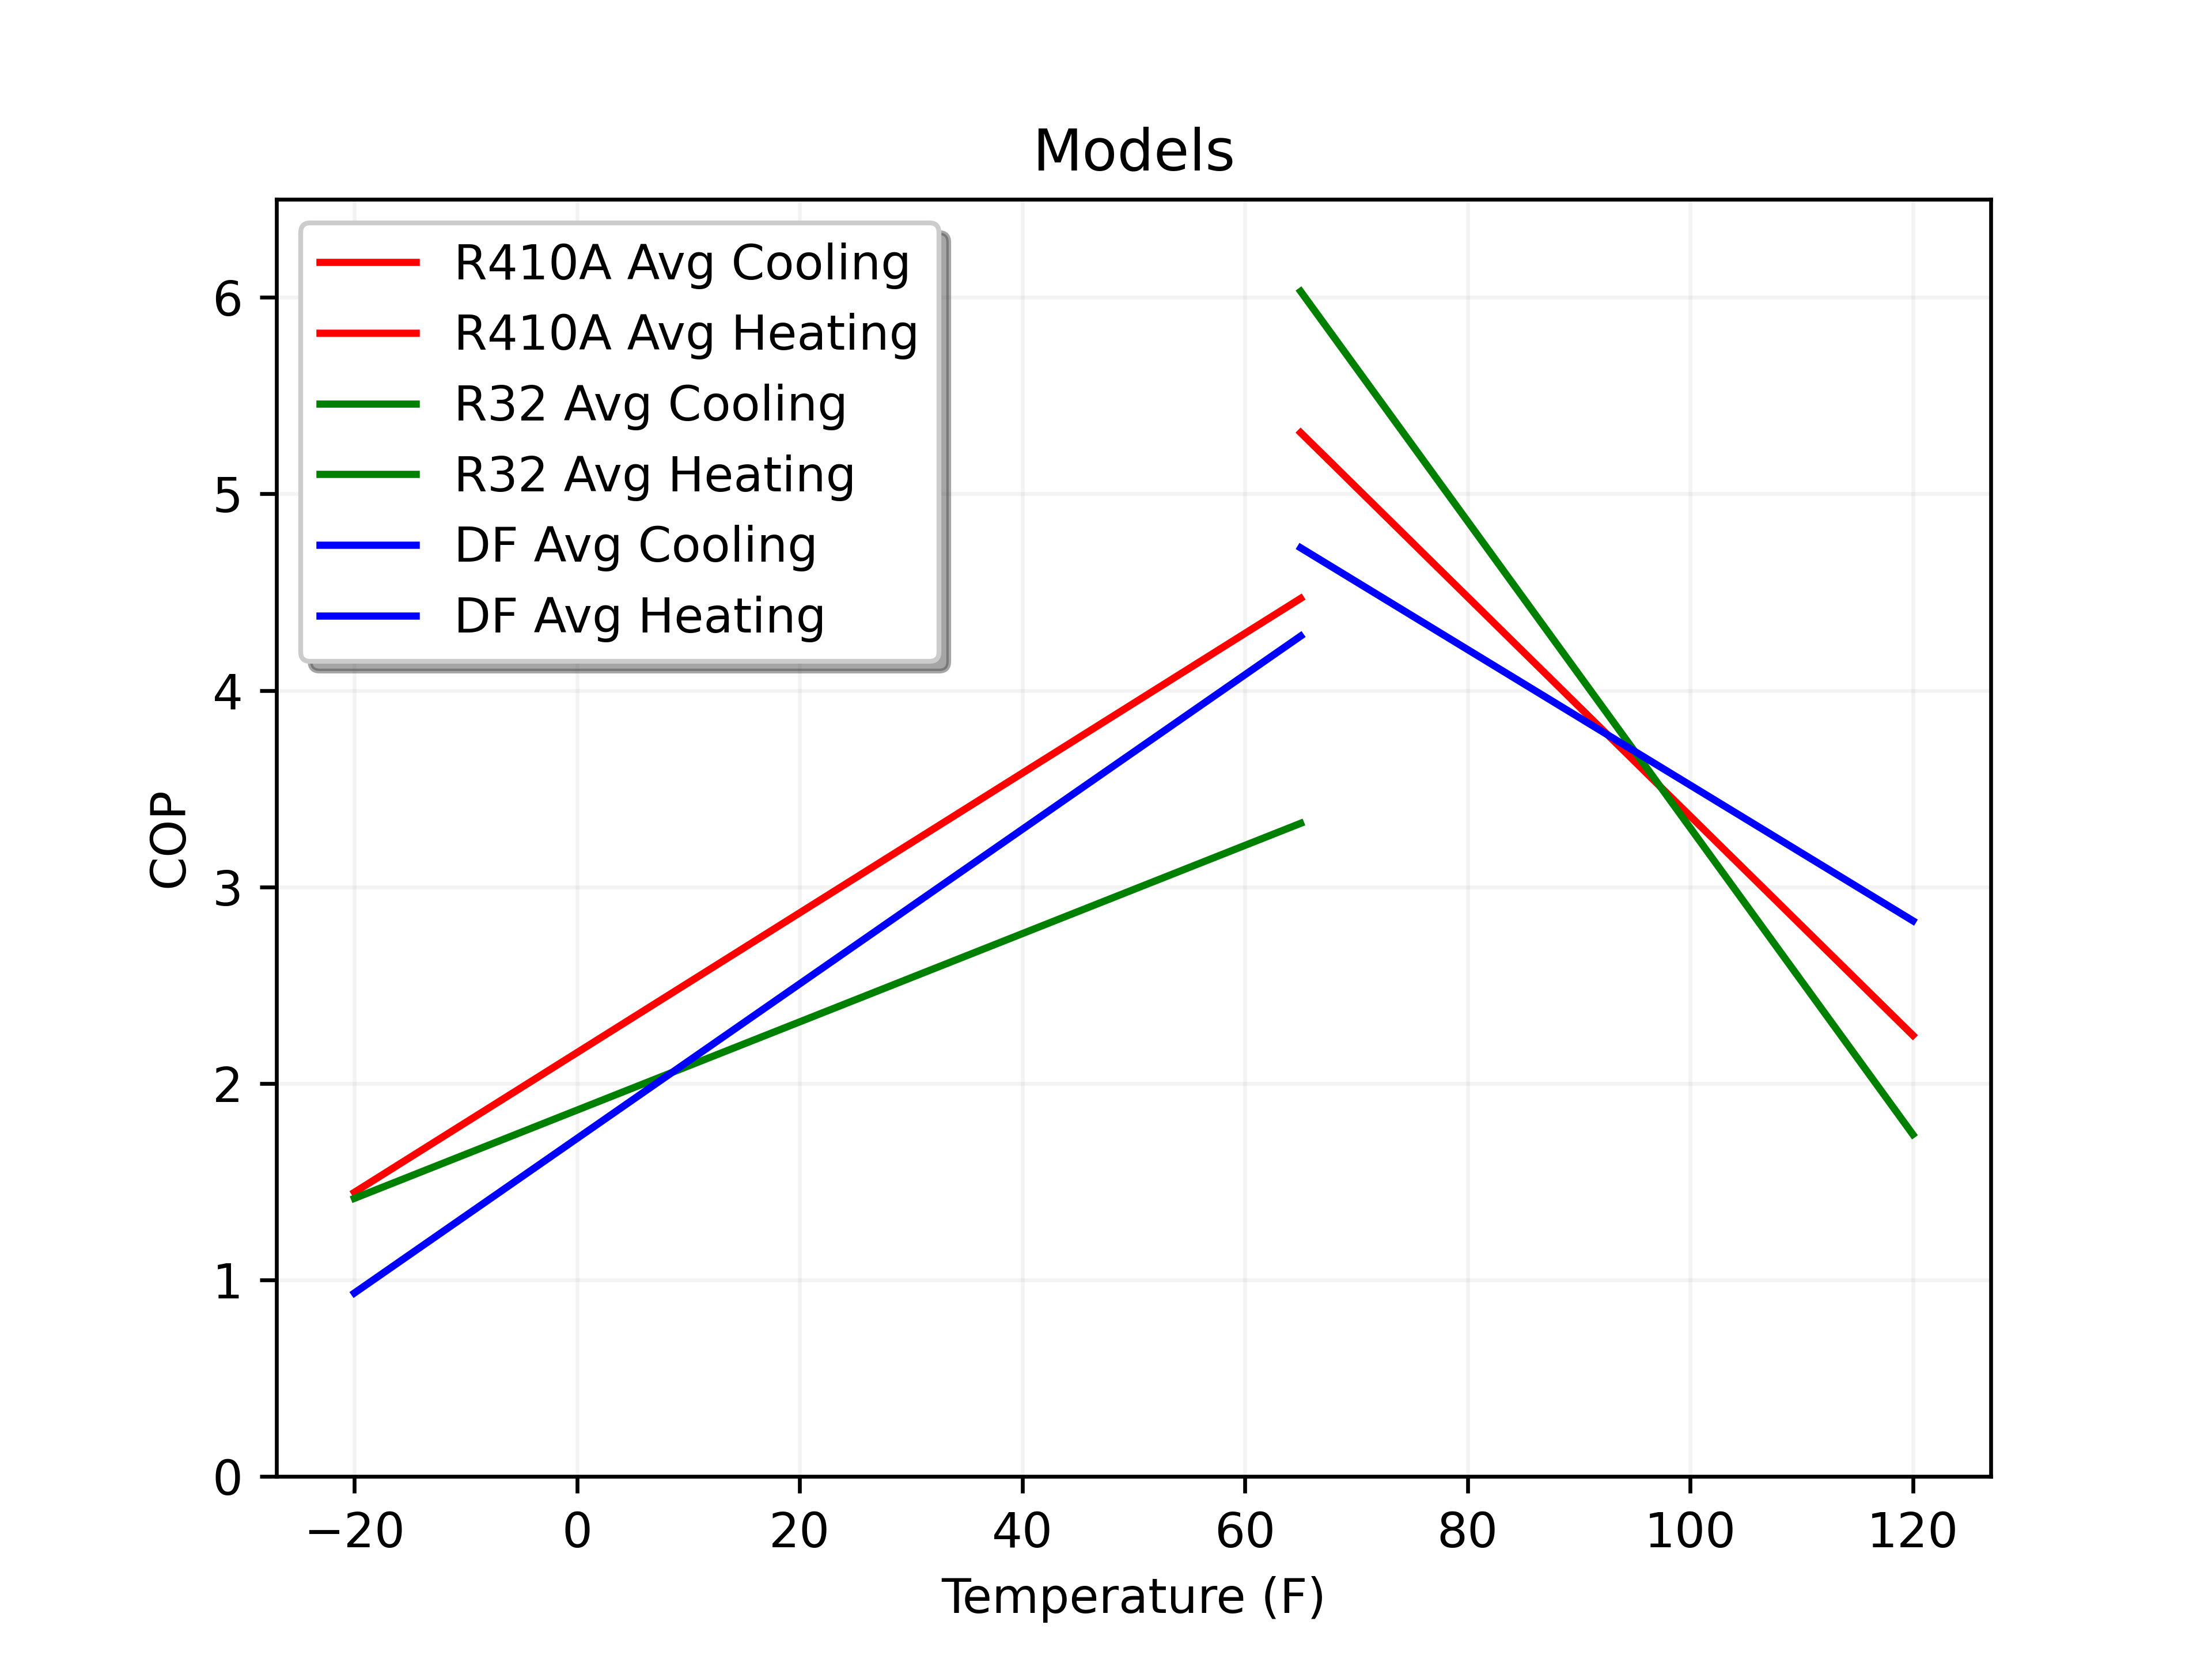 Models
R410A Avg Cooling
R410A Avg Heating
R32 Avg Cooling
R32 Avg Heating
DF Avg Cooling
DF Avg Heating
6
5
4
3
2
1
0
COP
−20 0 20 40 60 80 100 120
Temperature (F)